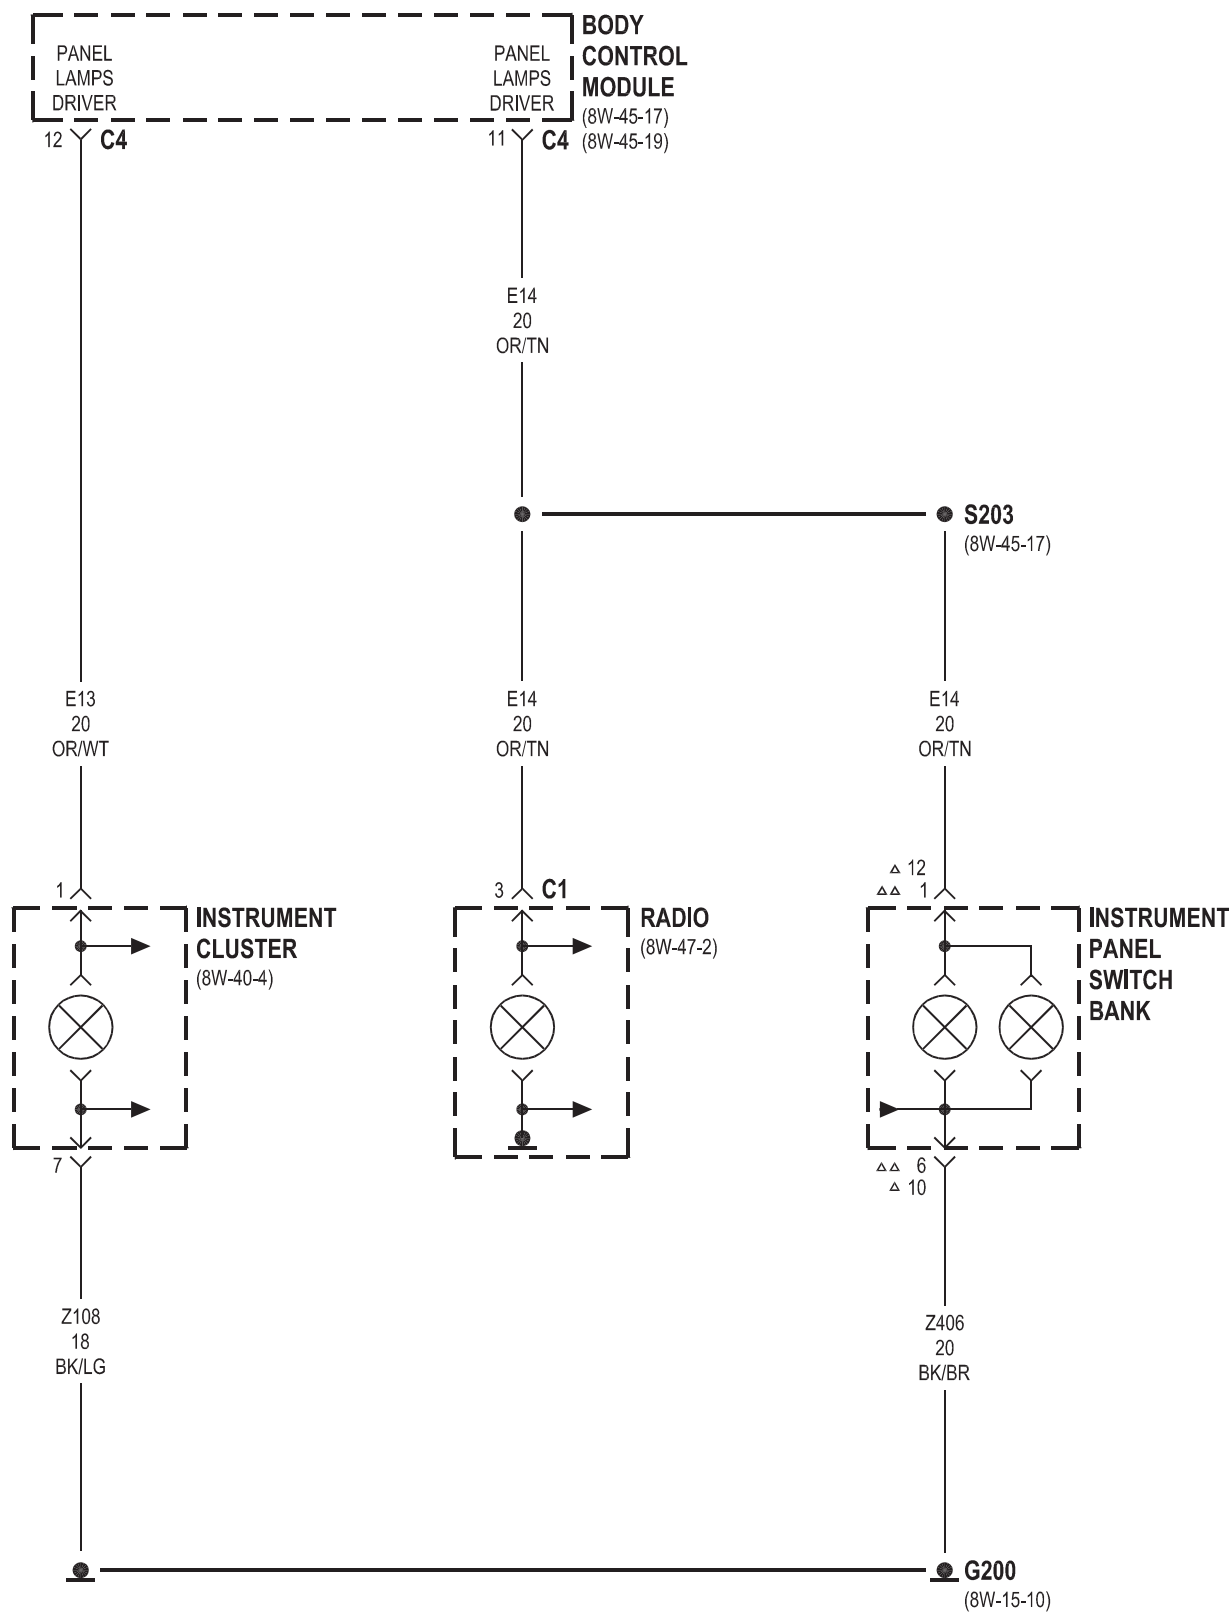 PANEL
LAMPS
DRIVER
PANEL
LAMPS
DRIVER
BODY
CONTROL
MODULE
(8W-45-17)
(8W-45-19)
12 C4
11 C4
E14
20
OR/TN
S203
(8W-45-17)
E13
20
OR/WT
E14
20
OR/TN
E14
20
OR/TN
1
3 C1
△ 12
△△ 1
INSTRUMENT
CLUSTER
(8W-40-4)
RADIO
(8W-47-2)
INSTRUMENT
PANEL
SWITCH
BANK
7
△△ 6
△ 10
Z108
18
BK/LG
Z406
20
BK/BR
G200
(8W-15-10)